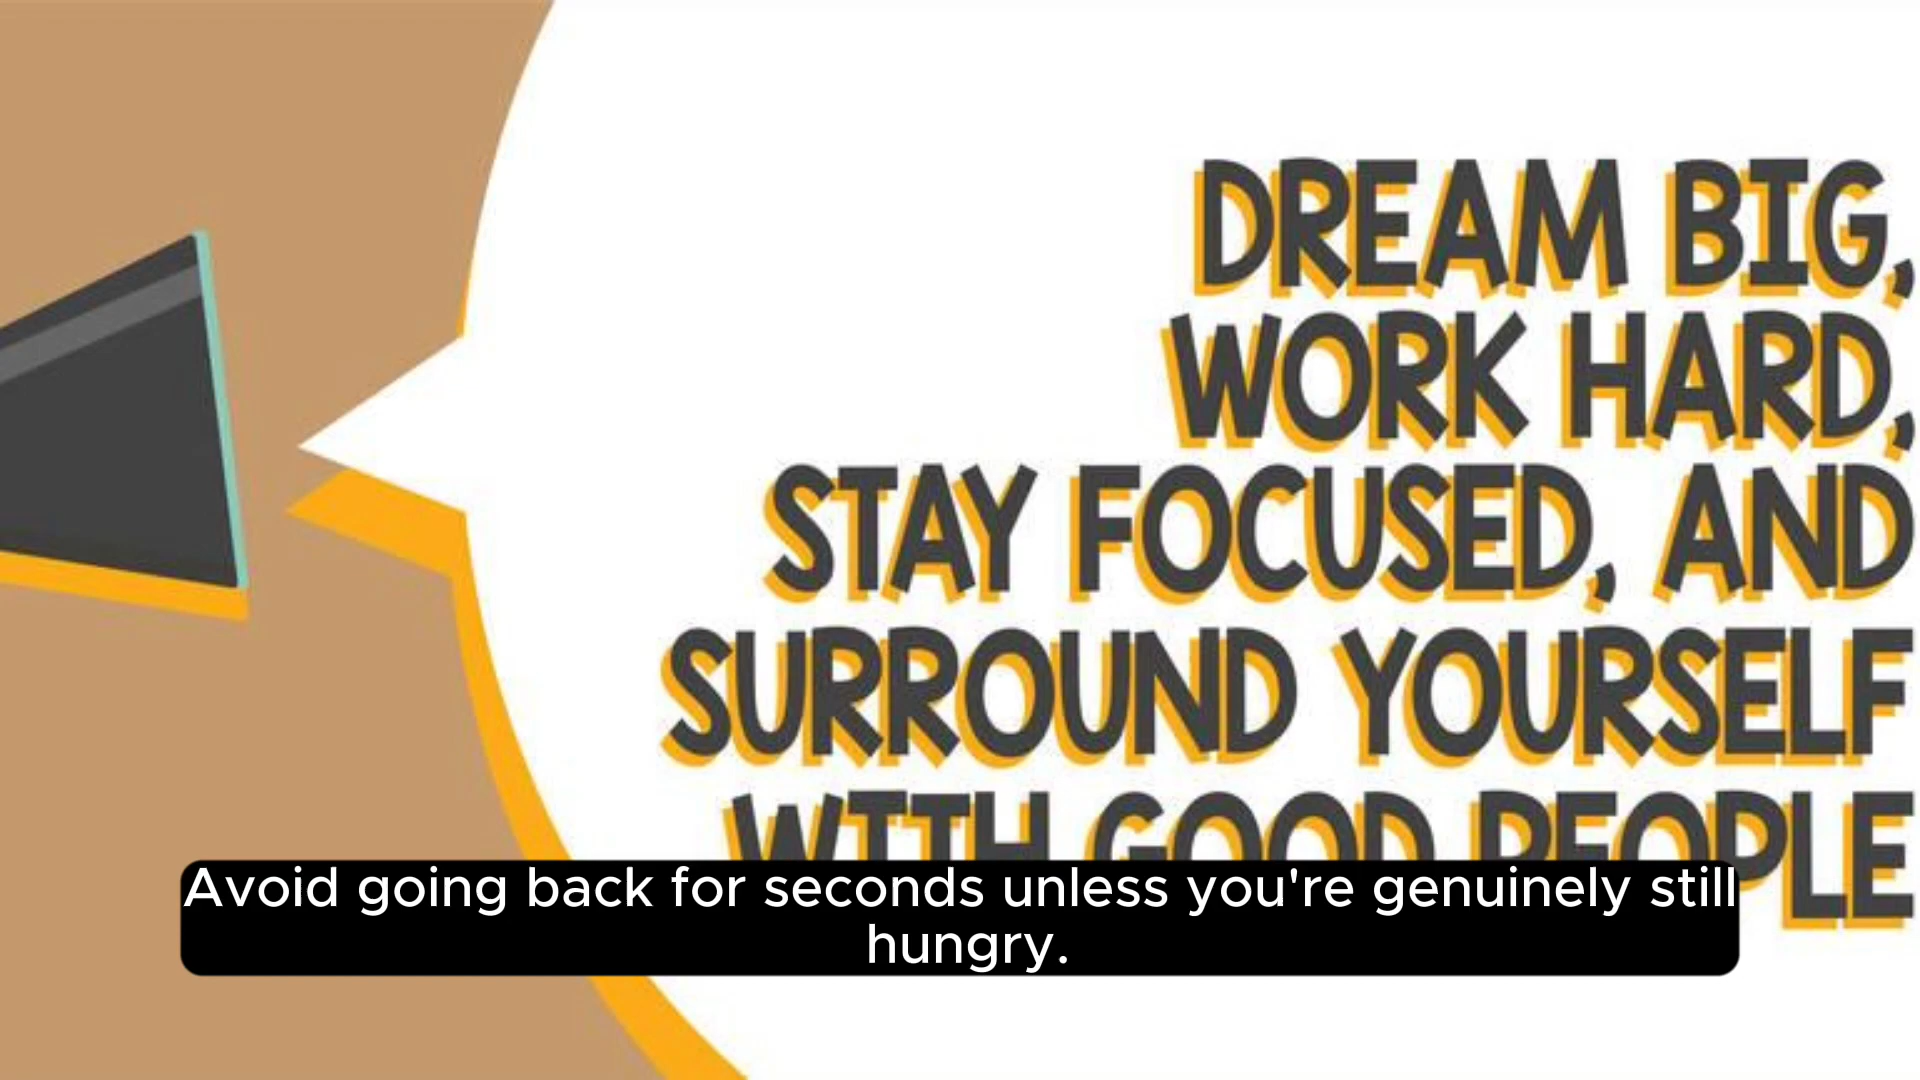 DREAM BIG,
WORK HARD,
STAY FOCUSED, AND
SURROUND YOURSELF
WITH GOOD PEOPLE
Avoid going back for seconds unless you're genuinely still
hungry.